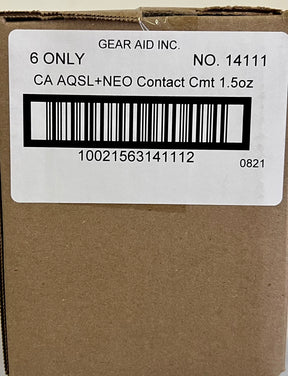 GEAR AID INC.
6 ONLY NO. 14111
CA AQSL+NEO Contact Cmt 1.5oz
10021563141112
0821